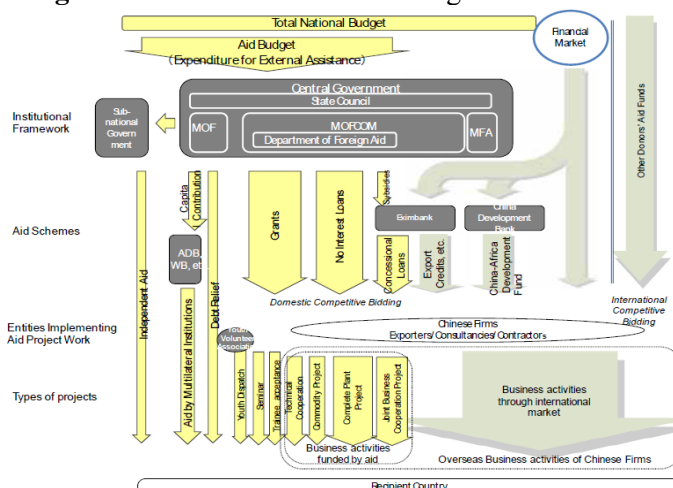 Total National Budget
Financial
Market
Aid Budget
(Expenditure for External Assistance)
Other Donors' Aid Funds
Central Government
State Council
Institutional
Framework
Sub-
national
Govern
ment
MOF
MOFCOM
Department of Foreign Aid
MFA
Aid Schemes
Independent Aid
Capita
Contribution
ADB,
WB, et
Debt Relief
Grants
No Interest Loans
Subsidies
Eximbank
China
Development
Bank
Concessional
Loans
Export
Credits, etc.
China-Africa
Development
Fund
Domestic Competitive Bidding
International
Competitive
Bidding
Entities Implementing
Aid Project Work
Aid by Multilateral Institutions
Youth
Volunteer
Association
Chinese Firms
Exporters/Consultancies/Contractors
Types of projects
Youth Dispatch
Seminar
Trainee acceptance
Technical
Cooperation
Commodity Project
Complete Plant
Project
Joint Business
Cooperation Project
Business activities
through international
market
Business activities
funded by aid
Overseas Business activities of Chinese Firms
Recipient Country